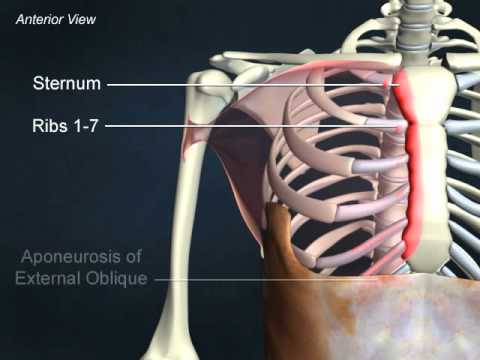 Anterior View
Sternum
Ribs 1-7
Aponeurosis of
External Oblique